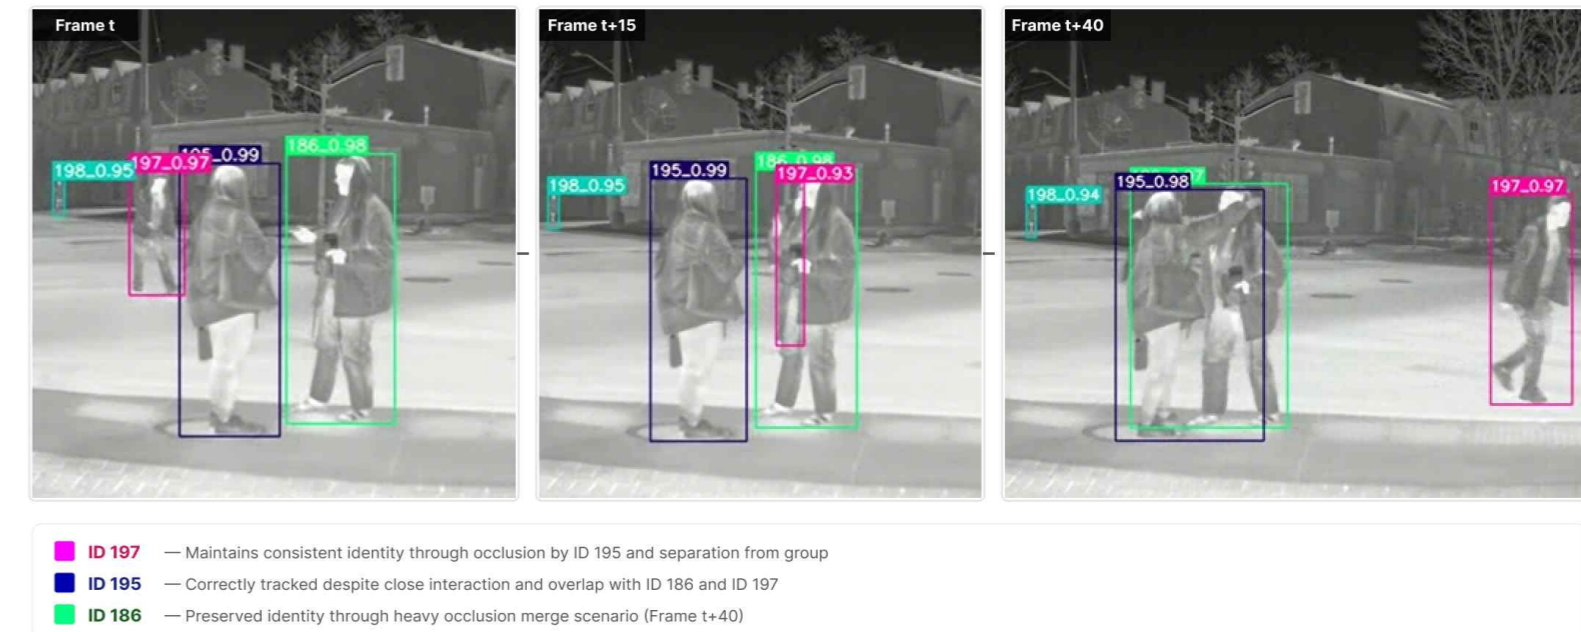 Frame t
Frame t+15
Frame t+40
198_0.95
197_0.97
_0.99
186_0.98
198_0.95
195_0.99
186_0.98
197_0.93
198_0.94
195_0.98
197_0.97
ID 197 — Maintains consistent identity through occlusion by ID 195 and separation from group
ID 195 — Correctly tracked despite close interaction and overlap with ID 186 and ID 197
ID 186 — Preserved identity through heavy occlusion merge scenario (Frame t+40)